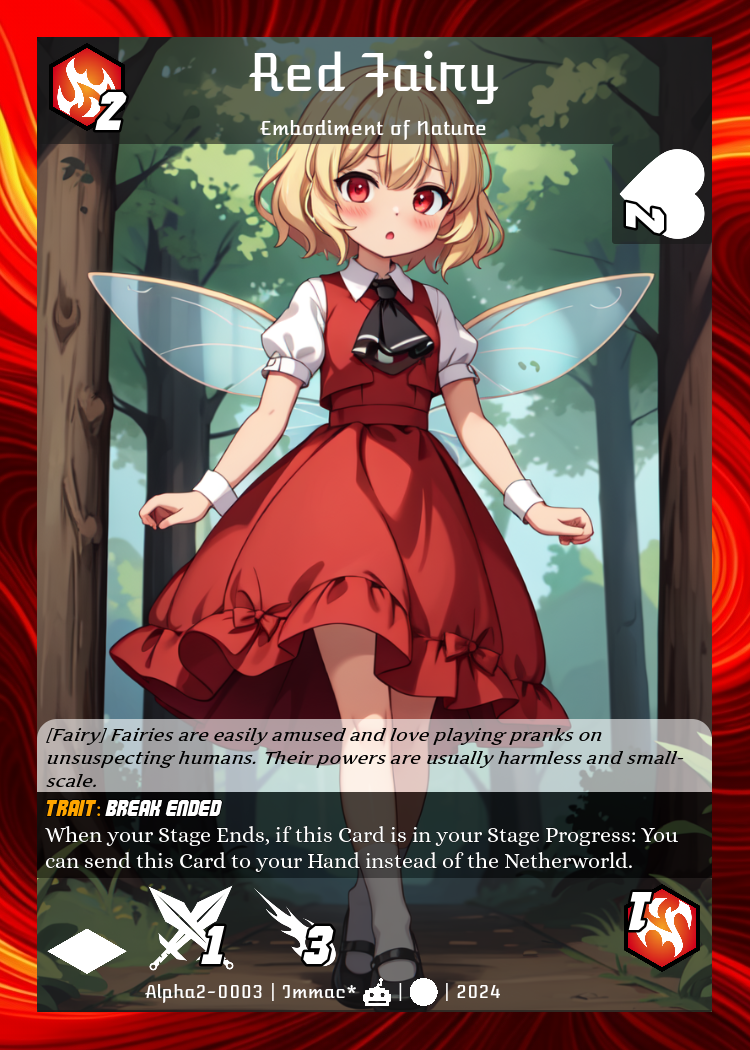 Red Fairy
2
Embodiment of Nature
2
[Fairy] Fairies are easily amused and love playing pranks on
unsuspecting humans. Their powers are usually harmless and small-
scale.
TRAIT: BREAK ENDED
When your Stage Ends, if this Card is in your Stage Progress: You
can send this Card to your Hand instead of the Netherworld.
1
3
1
Alpha2-0003 | Immac* | | 2024